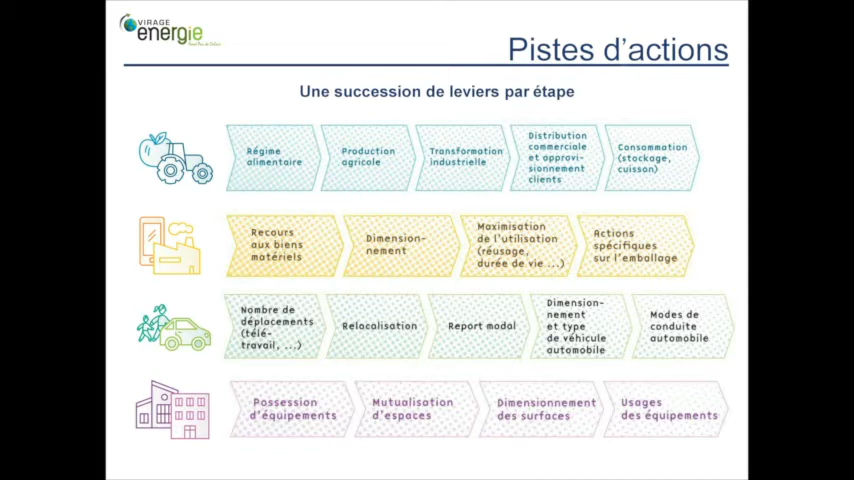 VIRAGE
énergie
Pistes d'actions
Une succession de leviers par étape
Régime
alimentaire
Production
agricole
Transformation
industrielle
Distribution
commerciale
et approvi-
sionnement
clients
Consommation
(stockage,
cuisson)
Recours
aux biens
matériels
Dimension-
nement
Maximisation
de l'utilisation
(réusage,
durée de vie ...)
Actions
spécifiques
sur l'emballage
Nombre de
déplacements
(télé-
travail, ...)
Relocalisation
Report modal
Dimension-
nement
et type
de véhicule
automobile
Modes de
conduite
automobile
Possession
d'équipements
Mutualisation
d'espaces
Dimensionnement
des surfaces
Usages
des équipements